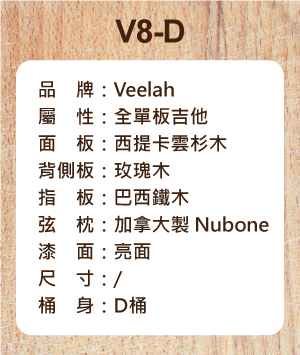 V8-D
品　牌：Veelah
屬　性：全單板吉他
面　板：西提卡雲杉木
背側板：玫瑰木
指　板：巴西鐵木
弦　枕：加拿大製 Nubone
漆　面：亮面
尺　寸：/
桶　身：D桶